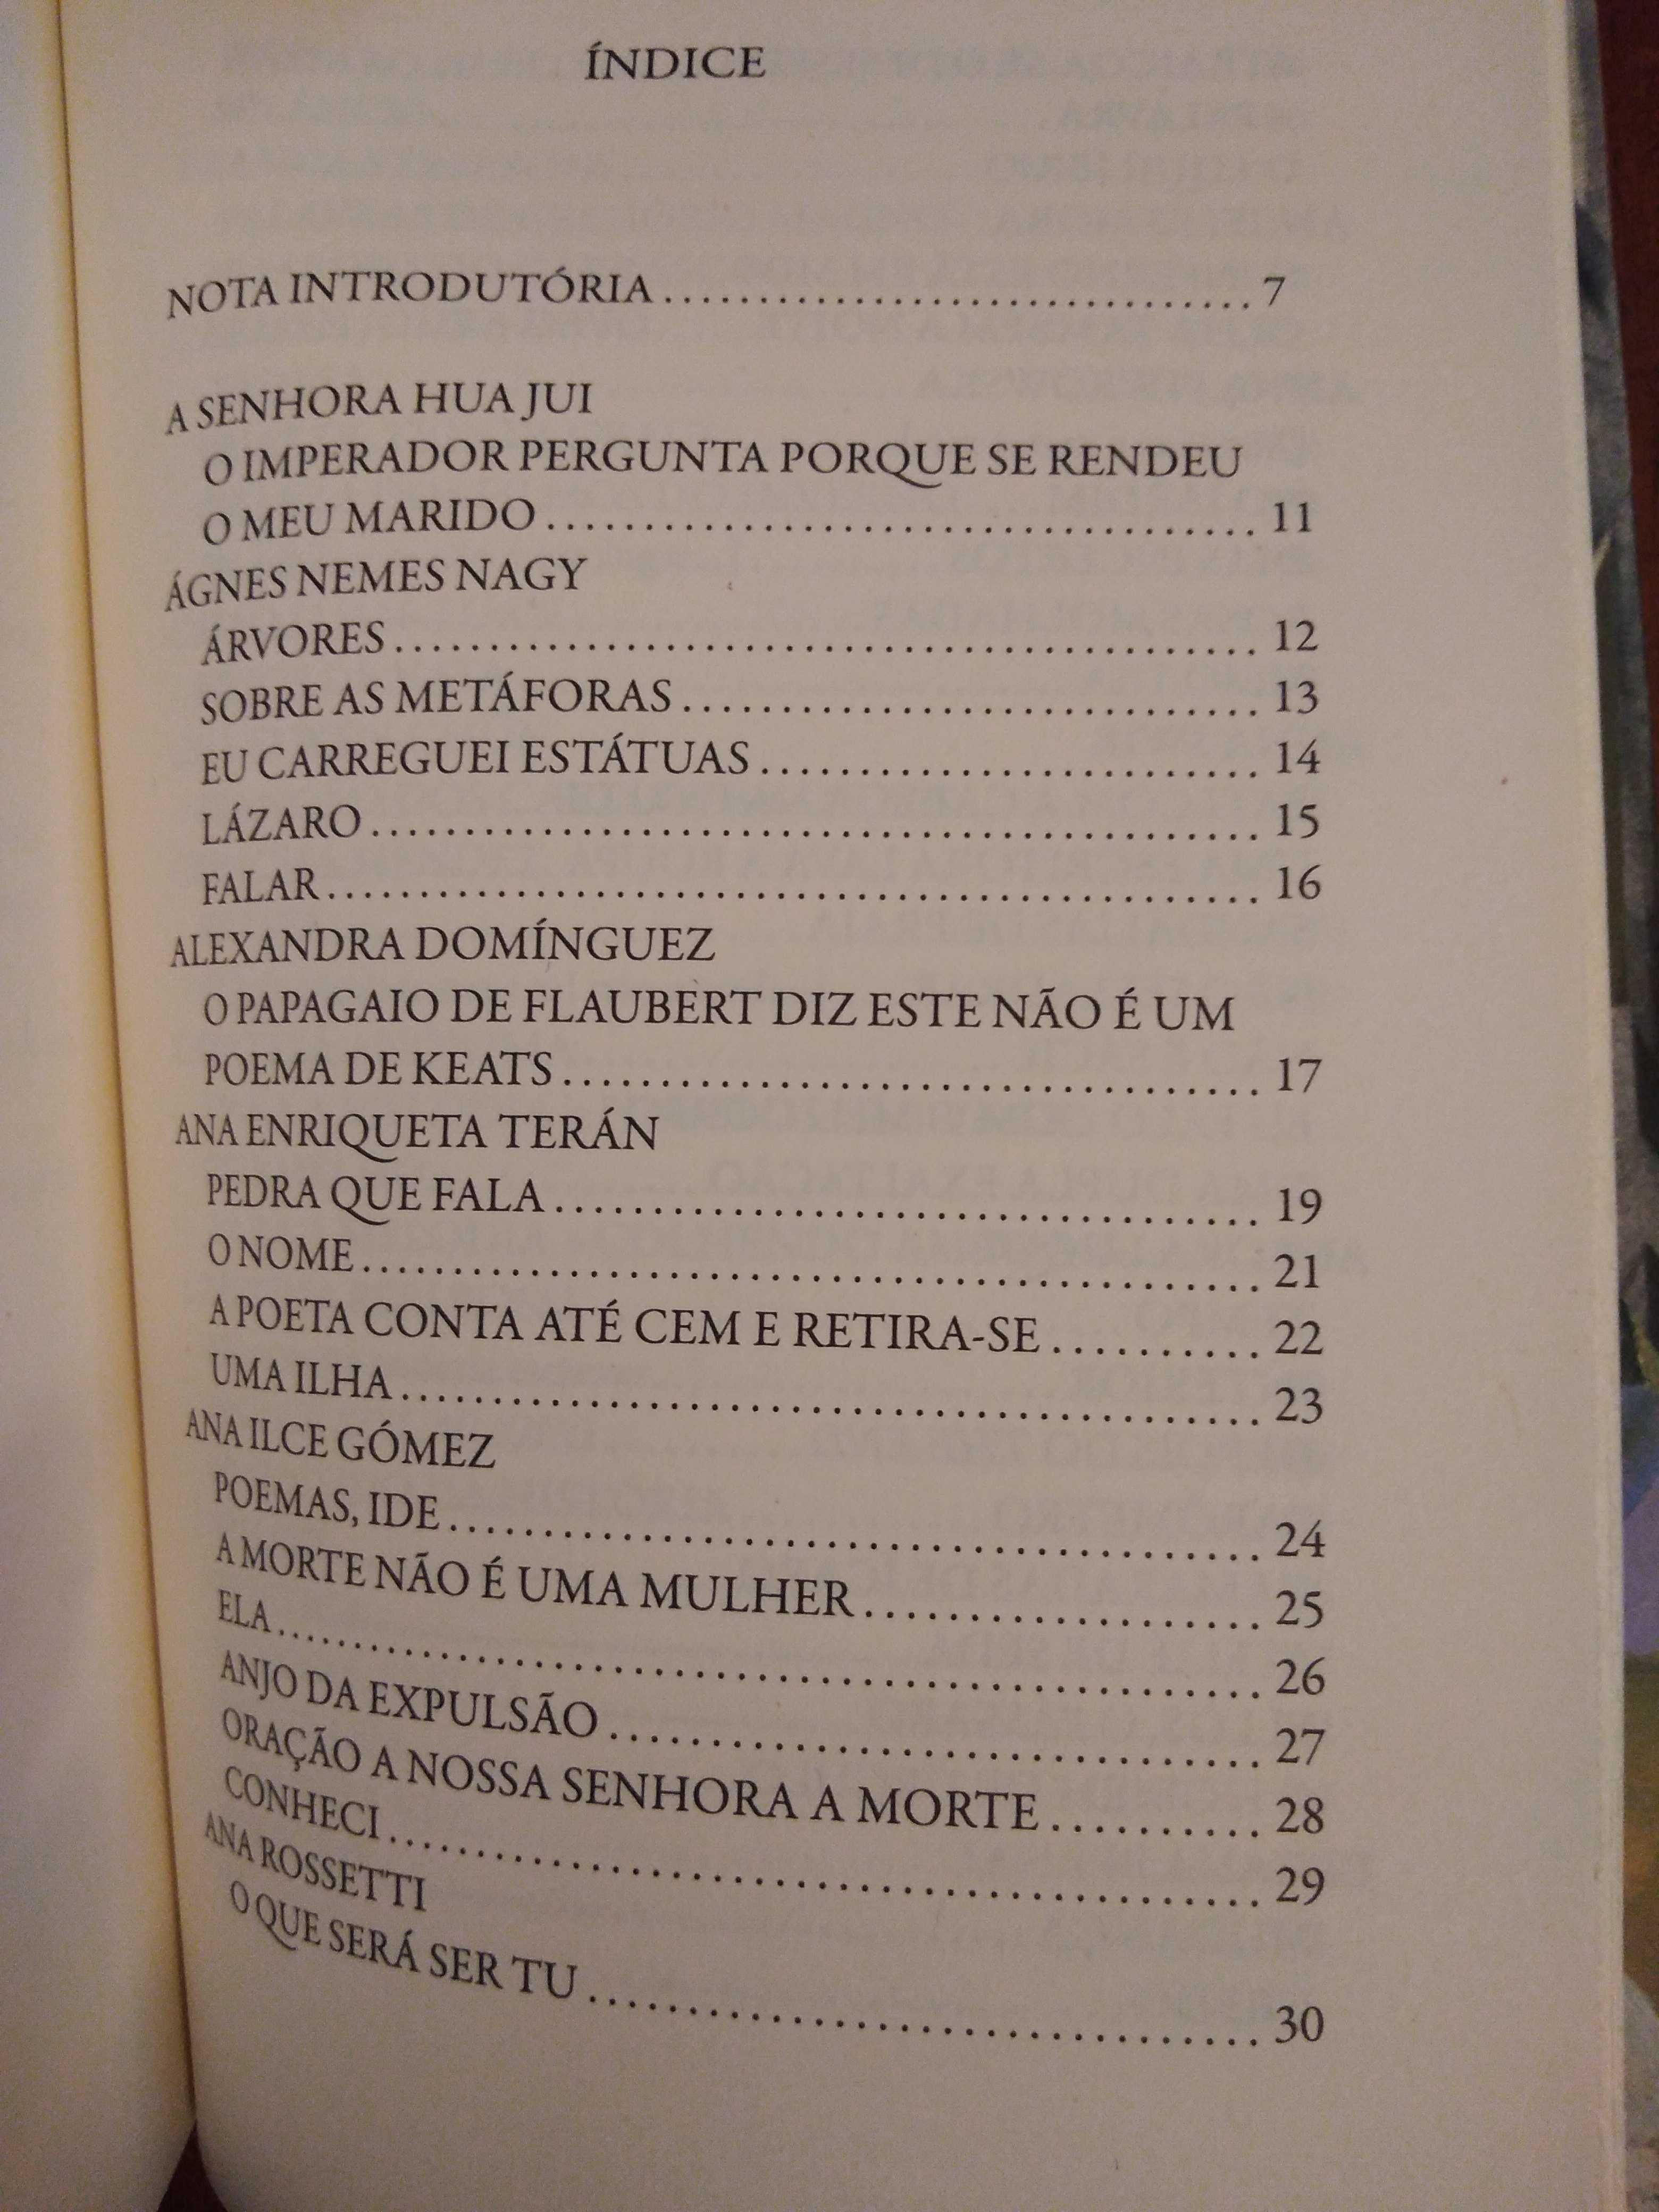 ÍNDICE
NOTA INTRODUTÓRIA................................7
A SENHORA HUA JUI
O IMPERADOR PERGUNTA PORQUE SE RENDEU
O MEU MARIDO......................................11
ÁGNES NEMES NAGY
ÁRVORES..............................................12
SOBRE AS METÁFORAS...............................13
EU CARREGUEI ESTÁTUAS...........................14
LÁZARO................................................15
FALAR..................................................16
ALEXANDRA DOMÍNGUEZ
O PAPAGAIO DE FLAUBERT DIZ ESTE NÃO É UM
POEMA DE KEATS.....................................17
ANA ENRIQUETA TERÁN
PEDRA QUE FALA.....................................19
O NOME................................................21
A POETA CONTA ATÉ CEM E RETIRA-SE...........22
UMA ILHA..............................................23
ANA ILCE GÓMEZ
POEMAS, IDE...........................................24
A MORTE NÃO É UMA MULHER.....................25
ELA.....................................................26
ANJO DA EXPULSÃO..................................27
ORAÇÃO A NOSSA SENHORA A MORTE...........28
CONHECI...............................................29
ANA ROSSETTI
O QUE SERÁ SER TU...................................30